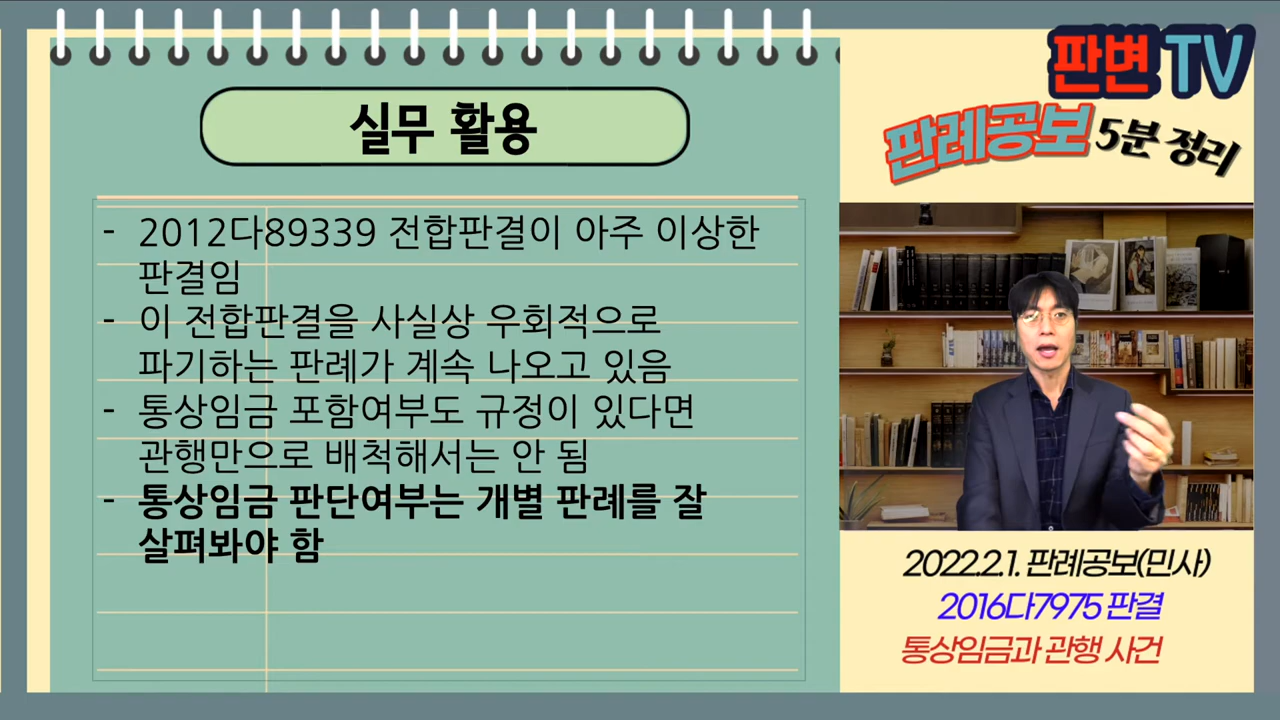 실무 활용
- 2012다89339 전합판결이 아주 이상한
판결임
- 이 전합판결을 사실상 우회적으로
파기하는 판례가 계속 나오고 있음
- 통상임금 포함여부도 규정이 있다면
관행만으로 배척해서는 안 됨
- 통상임금 판단여부는 개별 판례를 잘
살펴봐야 함
판변 TV
판례공보 5분 정리
2022.2.1. 판례공보(민사)
2016다7975 판결
통상임금과 관행 사건